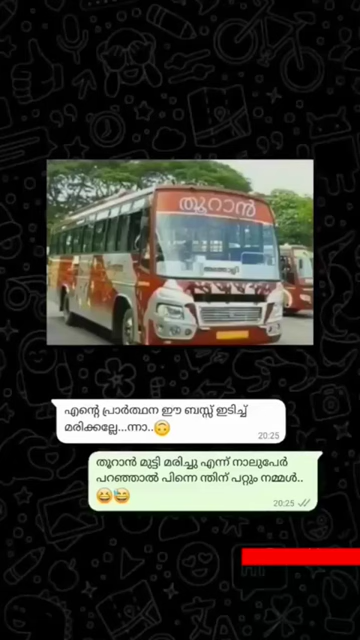 തൂറാൻ
എന്റെ പ്രാർത്ഥന ഈ ബസ്സ് ഇടിച്ച്
മരിക്കല്ലേ...ന്നാ..🙃
20:25
തൂറാൻ മുട്ടി മരിച്ചു എന്ന് നാലുപേർ
പറഞ്ഞാൽ പിന്നെ ന്തിന് പറ്റും നമ്മൾ..
😆😅
20:25